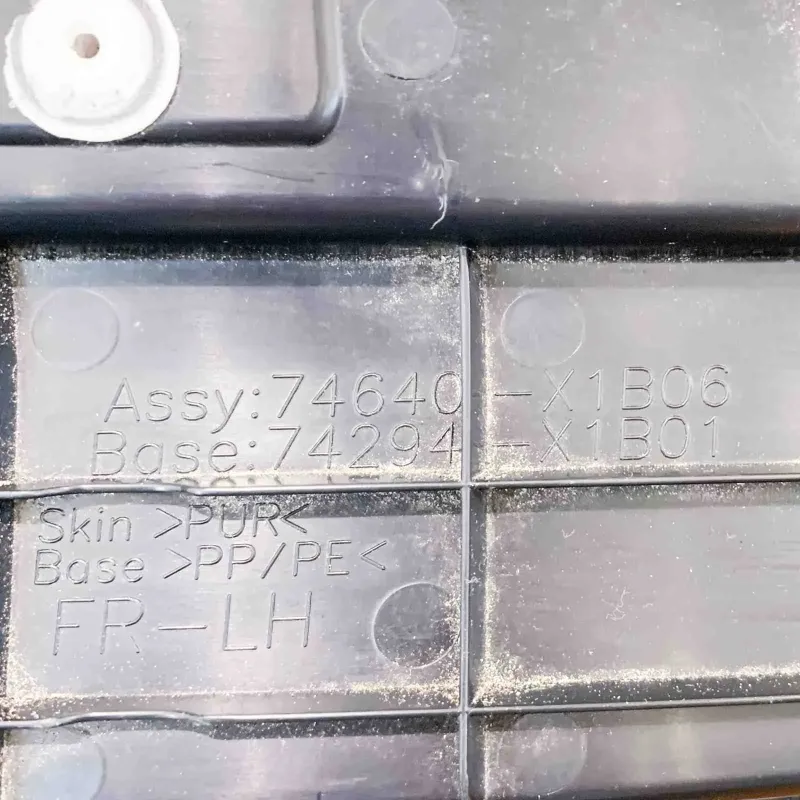 Assy:74640-X1B06
Base:74294-X1B01
Skin >PUR<
Base >PP/PE<
FR-LH